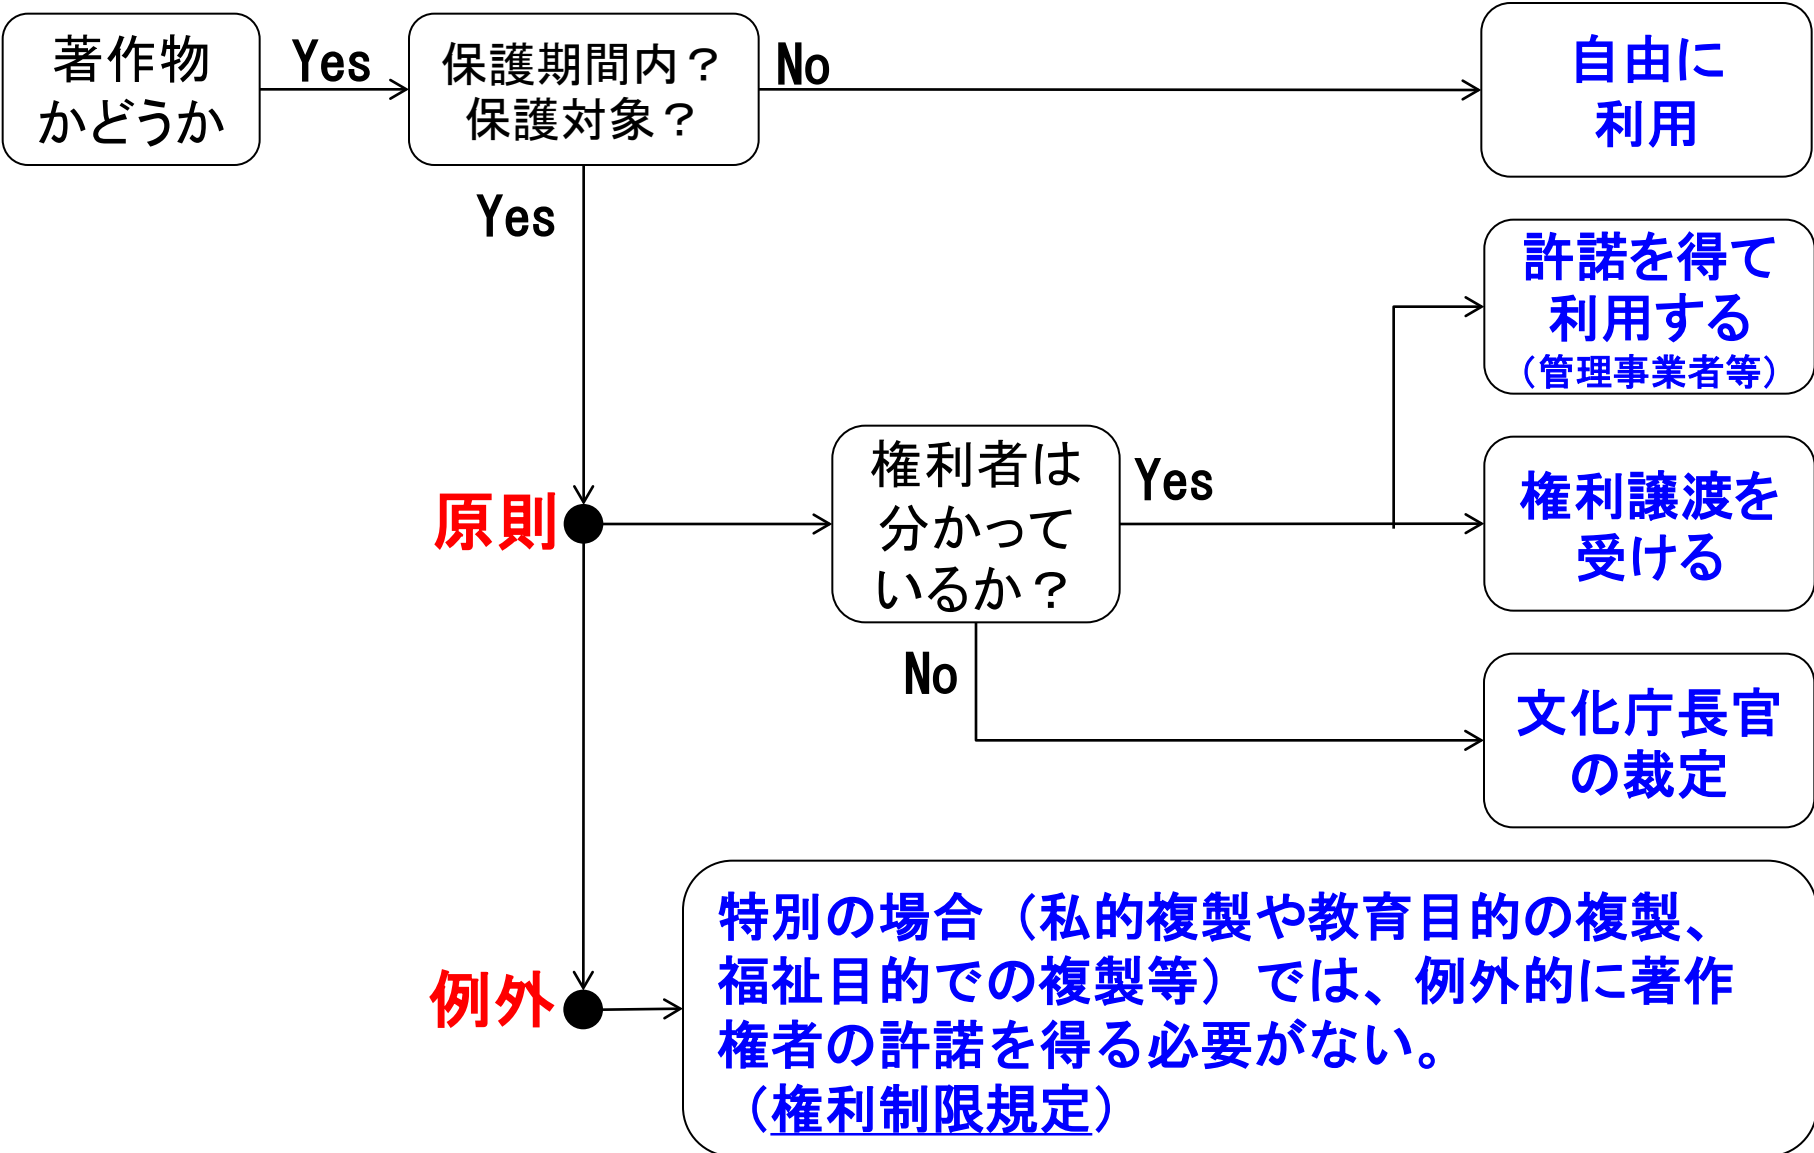 著作物
かどうか
Yes
保護期間内？
保護対象？
No
自由に
利用
Yes
許諾を得て
利用する
（管理事業者等）
権利者は
分かって
いるか？
Yes
権利譲渡を
受ける
原則
No
文化庁長官
の裁定
例外
特別の場合（私的複製や教育目的の複製、
福祉目的での複製等）では、例外的に著作
権者の許諾を得る必要がない。
（権利制限規定）